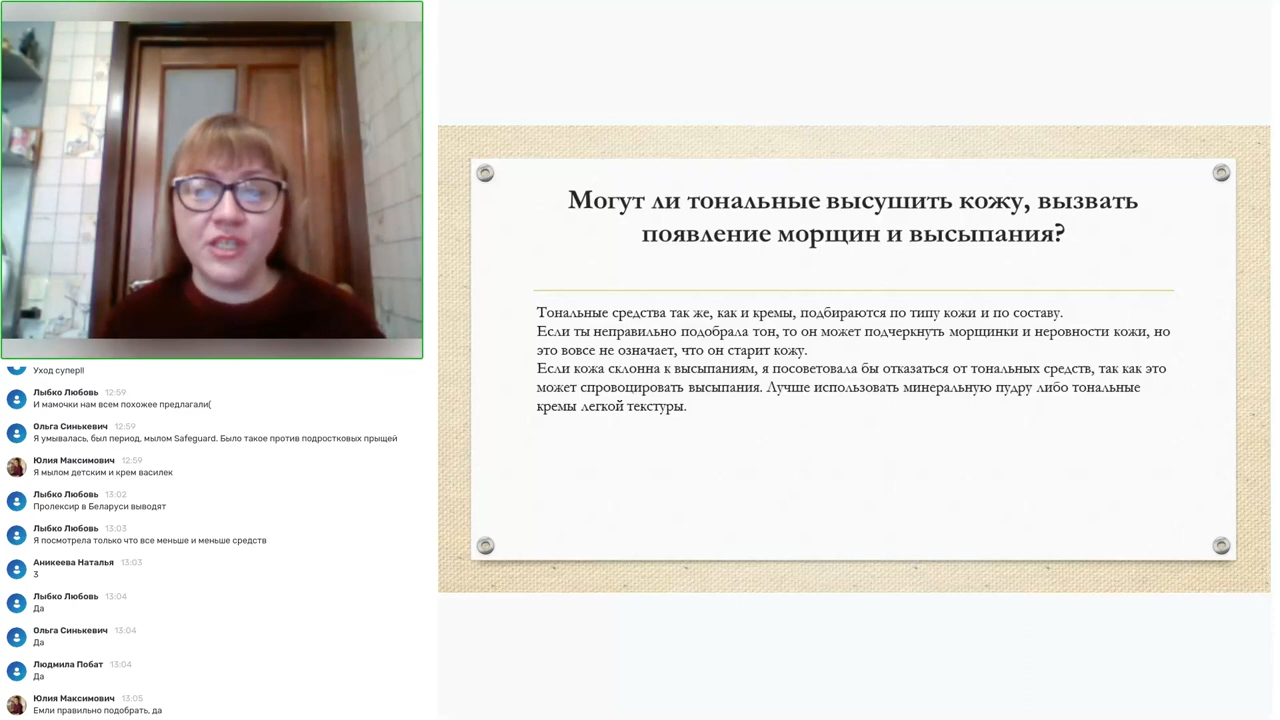 Уход супер!!
Лыбко Любовь 12:59
И мамочки нам всем похожее предлагали(
Ольга Синькевич 12:59
Я умывалась, был период, мылом Safeguard. Было такое против подростковых прыщей
Юлия Максимович 12:59
Я мылом детским и крем василек
Лыбко Любовь 13:02
Пролексир в Беларуси выводят
Лыбко Любовь 13:03
Я посмотрела только что все меньше и меньше средств
Аникеева Наталья 13:03
3
Лыбко Любовь 13:04
Да
Ольга Синькевич 13:04
Да
Людмила Побат 13:04
Да
Юлия Максимович 13:05
Емли правильно подобрать, да
Могут ли тональные высушить кожу, вызвать
появление морщин и высыпания?
Тональные средства так же, как и кремы, подбираются по типу кожи и по составу.
Если ты неправильно подобрала тон, то он может подчеркнуть морщинки и неровности кожи, но
это вовсе не означает, что он старит кожу.
Если кожа склонна к высыпаниям, я посоветовала бы отказаться от тональных средств, так как это
может спровоцировать высыпания. Лучше использовать минеральную пудру либо тональные
кремы легкой текстуры.